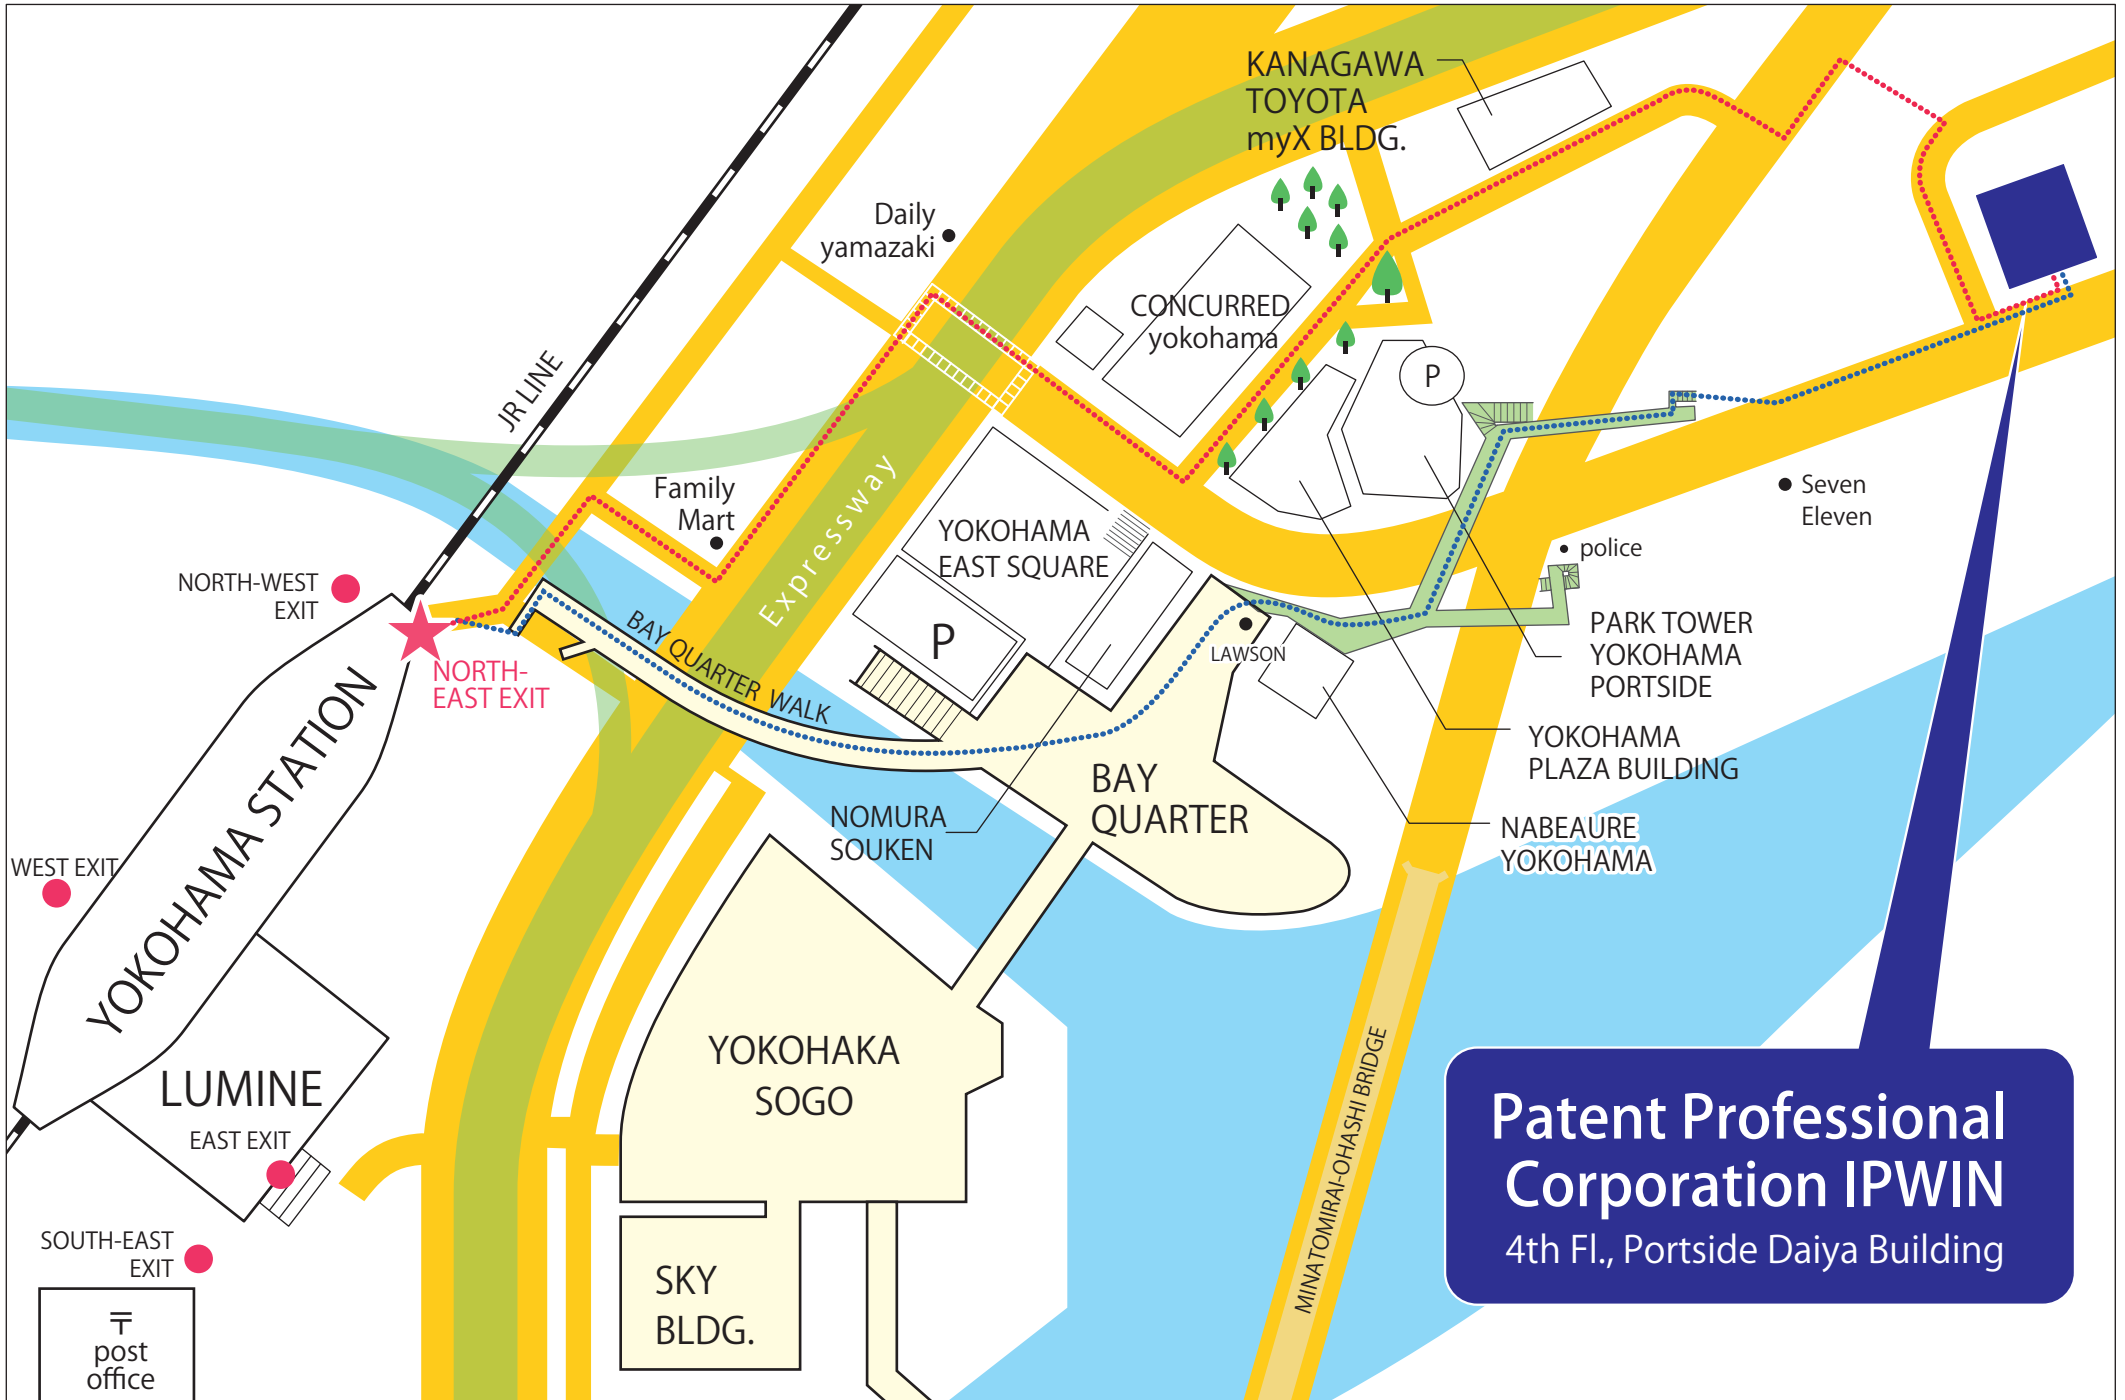 KANAGAWA
TOYOTA
myX BLDG.
Daily
yamazaki
CONCURRED
yokohama
P
JR LINE
Family
Mart
Expressway
YOKOHAMA
EAST SQUARE
Seven
Eleven
police
NORTH-WEST
EXIT
NORTH-
EAST EXIT
BAY QUARTER WALK
P
LAWSON
PARK TOWER
YOKOHAMA
PORTSIDE
YOKOHAMA
PLAZA BUILDING
YOKOHAMA STATION
BAY
QUARTER
NOMURA
SOUKEN
NABEAURE
YOKOHAMA
WEST EXIT
YOKOHAKA
SOGO
LUMINE
EAST EXIT
MINATOMIRAI-OHASHI BRIDGE
Patent Professional
Corporation IPWIN
4th Fl., Portside Daiya Building
SOUTH-EAST
EXIT
SKY
BLDG.
〒
post
office